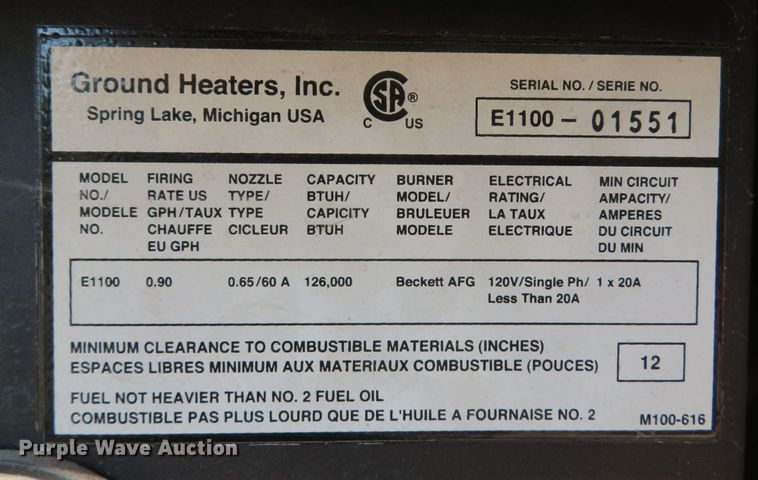 Ground Heaters, Inc.
Spring Lake, Michigan USA
CSA ®
C US
SERIAL NO. / SERIE NO.
E1100 - 01551
MODEL NO./ MODELE NO.
FIRING RATE US GPH/TAUX CHAUFFE EU GPH
NOZZLE TYPE/ TYPE CICLEUR
CAPACITY BTUH/ CAPICITY BTUH
BURNER MODEL/ BRULEUER MODELE
ELECTRICAL RATING/ LA TAUX ELECTRIQUE
MIN CIRCUIT AMPACITY/ AMPERES DU CIRCUIT DU MIN
E1100 0.90 0.65/60 A 126,000 Beckett AFG 120V/Single Ph/ 1 x 20A
Less Than 20A
MINIMUM CLEARANCE TO COMBUSTIBLE MATERIALS (INCHES)
ESPACES LIBRES MINIMUM AUX MATERIAUX COMBUSTIBLE (POUCES)
12
FUEL NOT HEAVIER THAN NO. 2 FUEL OIL
COMBUSTIBLE PAS PLUS LOURD QUE DE L'HUILE A FOURNAISE NO. 2
M100-616
Purple Wave Auction